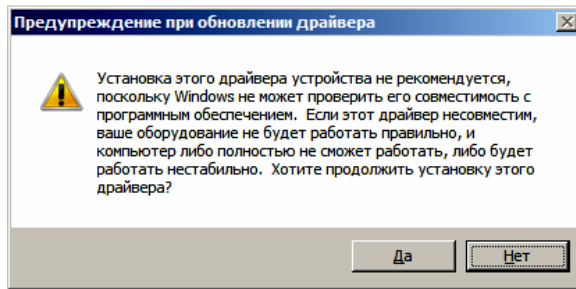 Предупреждение при обновлении драйвера
Установка этого драйвера устройства не рекомендуется,
поскольку Windows не может проверить его совместимость с
программным обеспечением. Если этот драйвер несовместим,
ваше оборудование не будет работать правильно, и
компьютер либо полностью не сможет работать, либо будет
работать нестабильно. Хотите продолжить установку этого
драйвера?
Да
Нет